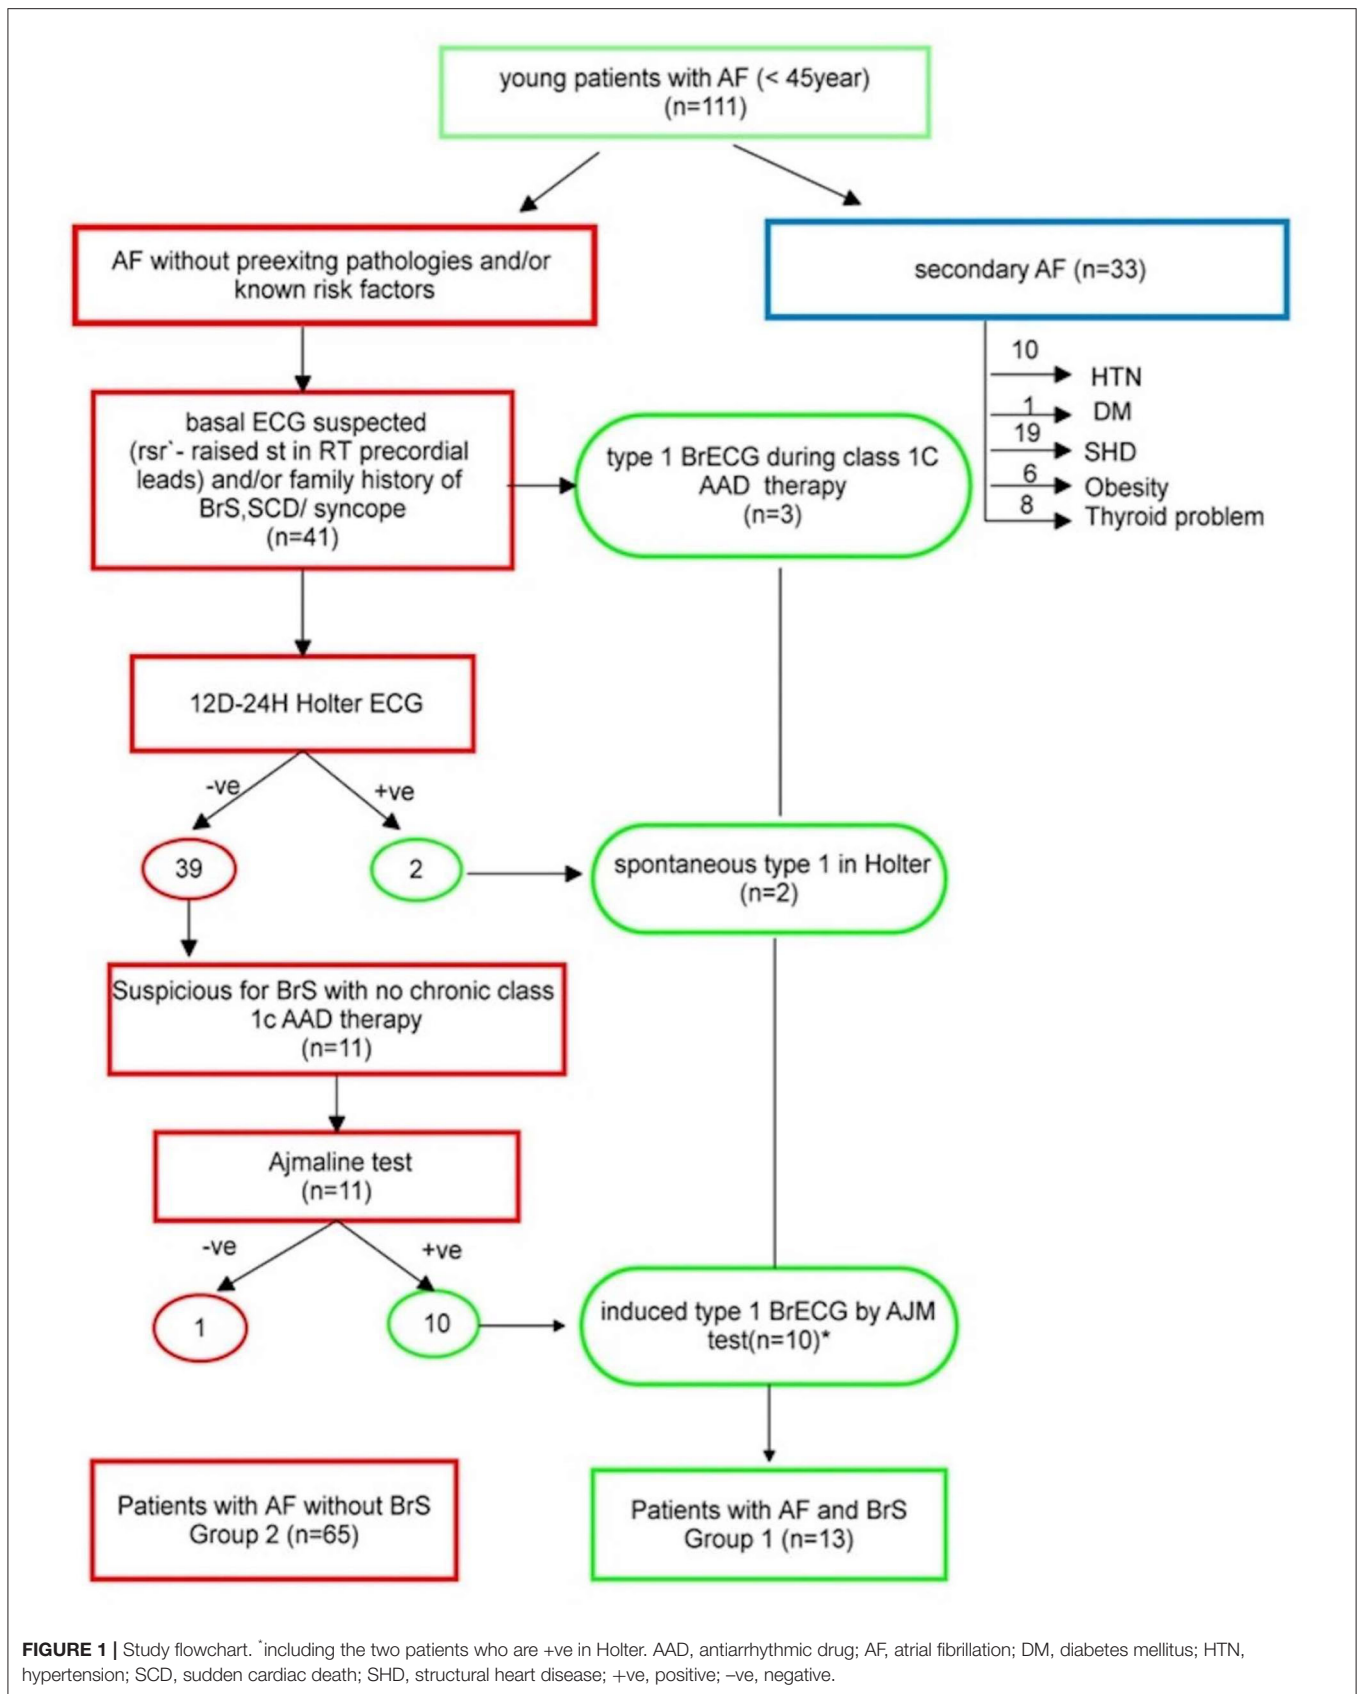 young patients with AF (< 45year)
(n=111)
AF without preexitng pathologies and/or
known risk factors
secondary AF (n=33)
10
HTN
1
DM
19
SHD
6
Obesity
8
Thyroid problem
basal ECG suspected
(rsr`- raised st in RT precordial
leads) and/or family history of
BrS,SCD/ syncope
(n=41)
type 1 BrECG during class 1C
AAD therapy
(n=3)
12D-24H Holter ECG
-ve
+ve
39
2
spontaneous type 1 in Holter
(n=2)
Suspicious for BrS with no chronic class
1c AAD therapy
(n=11)
Ajmaline test
(n=11)
-ve
+ve
1
10
induced type 1 BrECG by AJM
test(n=10)*
Patients with AF without BrS
Group 2 (n=65)
Patients with AF and BrS
Group 1 (n=13)
FIGURE 1 | Study flowchart. *including the two patients who are +ve in Holter. AAD, antiarrhythmic drug; AF, atrial fibrillation; DM, diabetes mellitus; HTN,
hypertension; SCD, sudden cardiac death; SHD, structural heart disease; +ve, positive; –ve, negative.